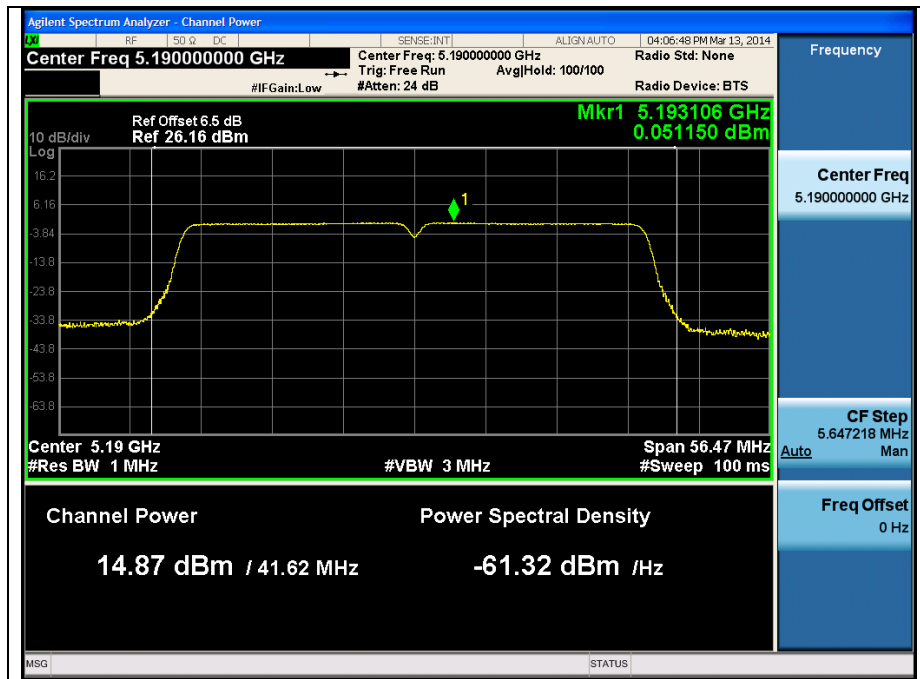 Agilent Spectrum Analyzer - Channel Power
LXI RF 50 Ω DC SENSE:INT ALIGN AUTO 04:06:48 PM Mar 13, 2014
Center Freq 5.190000000 GHz
Center Freq: 5.190000000 GHz Radio Std: None
Trig: Free Run Avg|Hold: 100/100
#IFGain:Low #Atten: 24 dB Radio Device: BTS
Mkr1 5.193106 GHz
0.051150 dBm
Ref Offset 6.5 dB
10 dB/div Ref 26.16 dBm
Log
16.2
6.16
-3.84
-13.8
-23.8
-33.8
-43.8
-53.8
-63.8
1
Center 5.19 GHz Span 56.47 MHz
#Res BW 1 MHz #VBW 3 MHz #Sweep 100 ms
Channel Power Power Spectral Density
14.87 dBm / 41.62 MHz -61.32 dBm /Hz
Frequency
Center Freq
5.190000000 GHz
CF Step
5.647218 MHz
Auto Man
Freq Offset
0 Hz
MSG STATUS